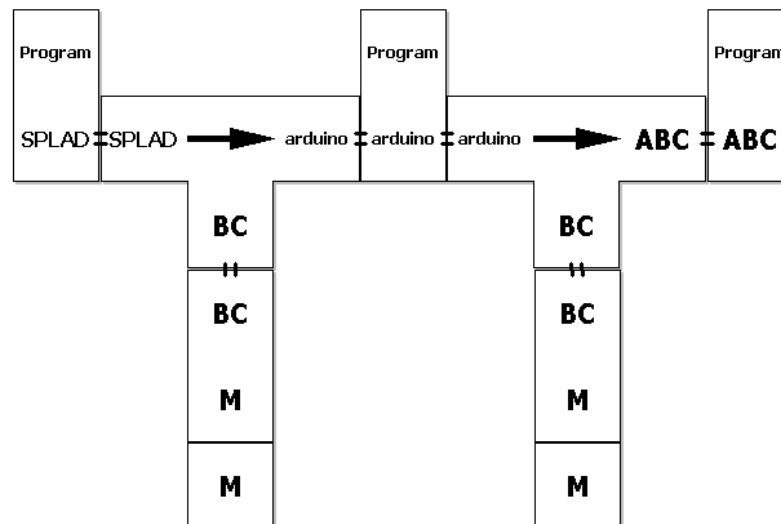 Program Program Program
SPLAD = SPLAD arduino = arduino = arduino ABC = ABC
BC BC
BC BC
M M
M M